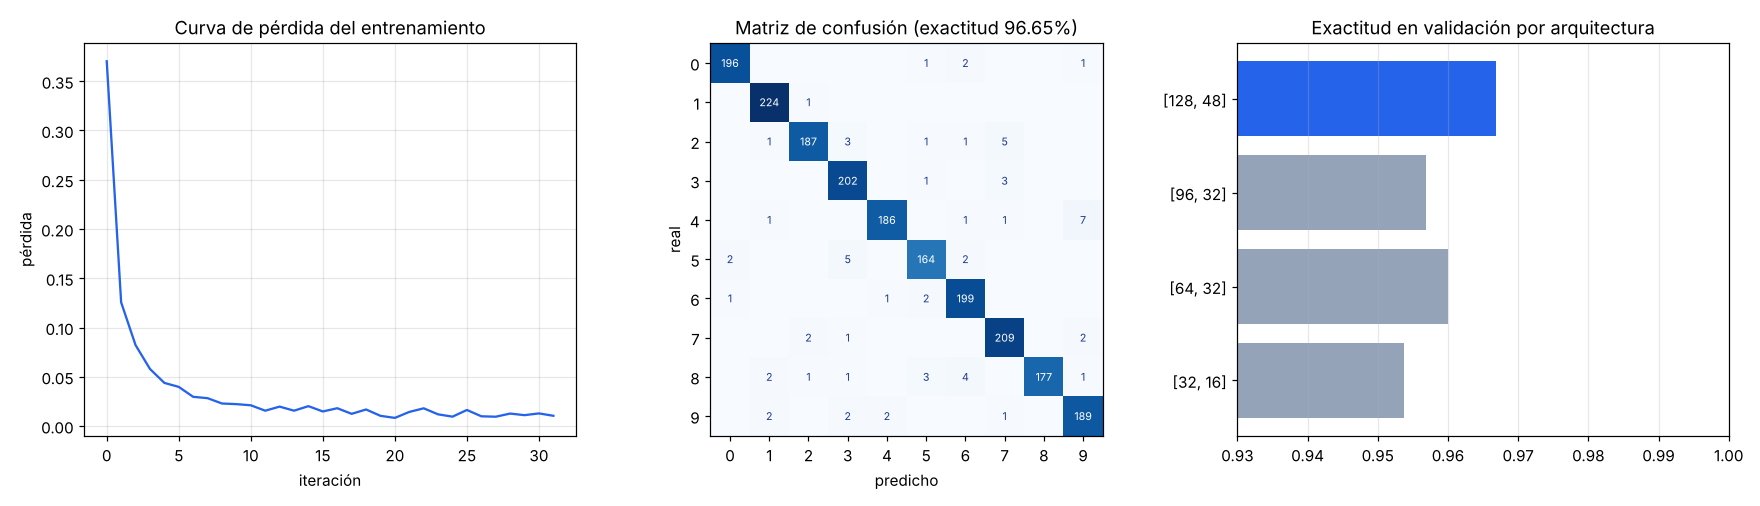 Curva de pérdida del entrenamiento
pérdida
0.35
0.30
0.25
0.20
0.15
0.10
0.05
0.00
0 5 10 15 20 25 30
iteración
Matriz de confusión (exactitud 96.65%)
real
0 196 1 2 1
1 224 1
2 1 187 3 1 1 5
3 202 1 3
4 1 186 1 1 7
5 2 5 164 2
6 1 1 2 199
7 2 1 209 2
8 2 1 1 3 4 177 1
9 2 2 2 1 189
0 1 2 3 4 5 6 7 8 9
predicho
Exactitud en validación por arquitectura
[128, 48]
[96, 32]
[64, 32]
[32, 16]
0.93 0.94 0.95 0.96 0.97 0.98 0.99 1.00